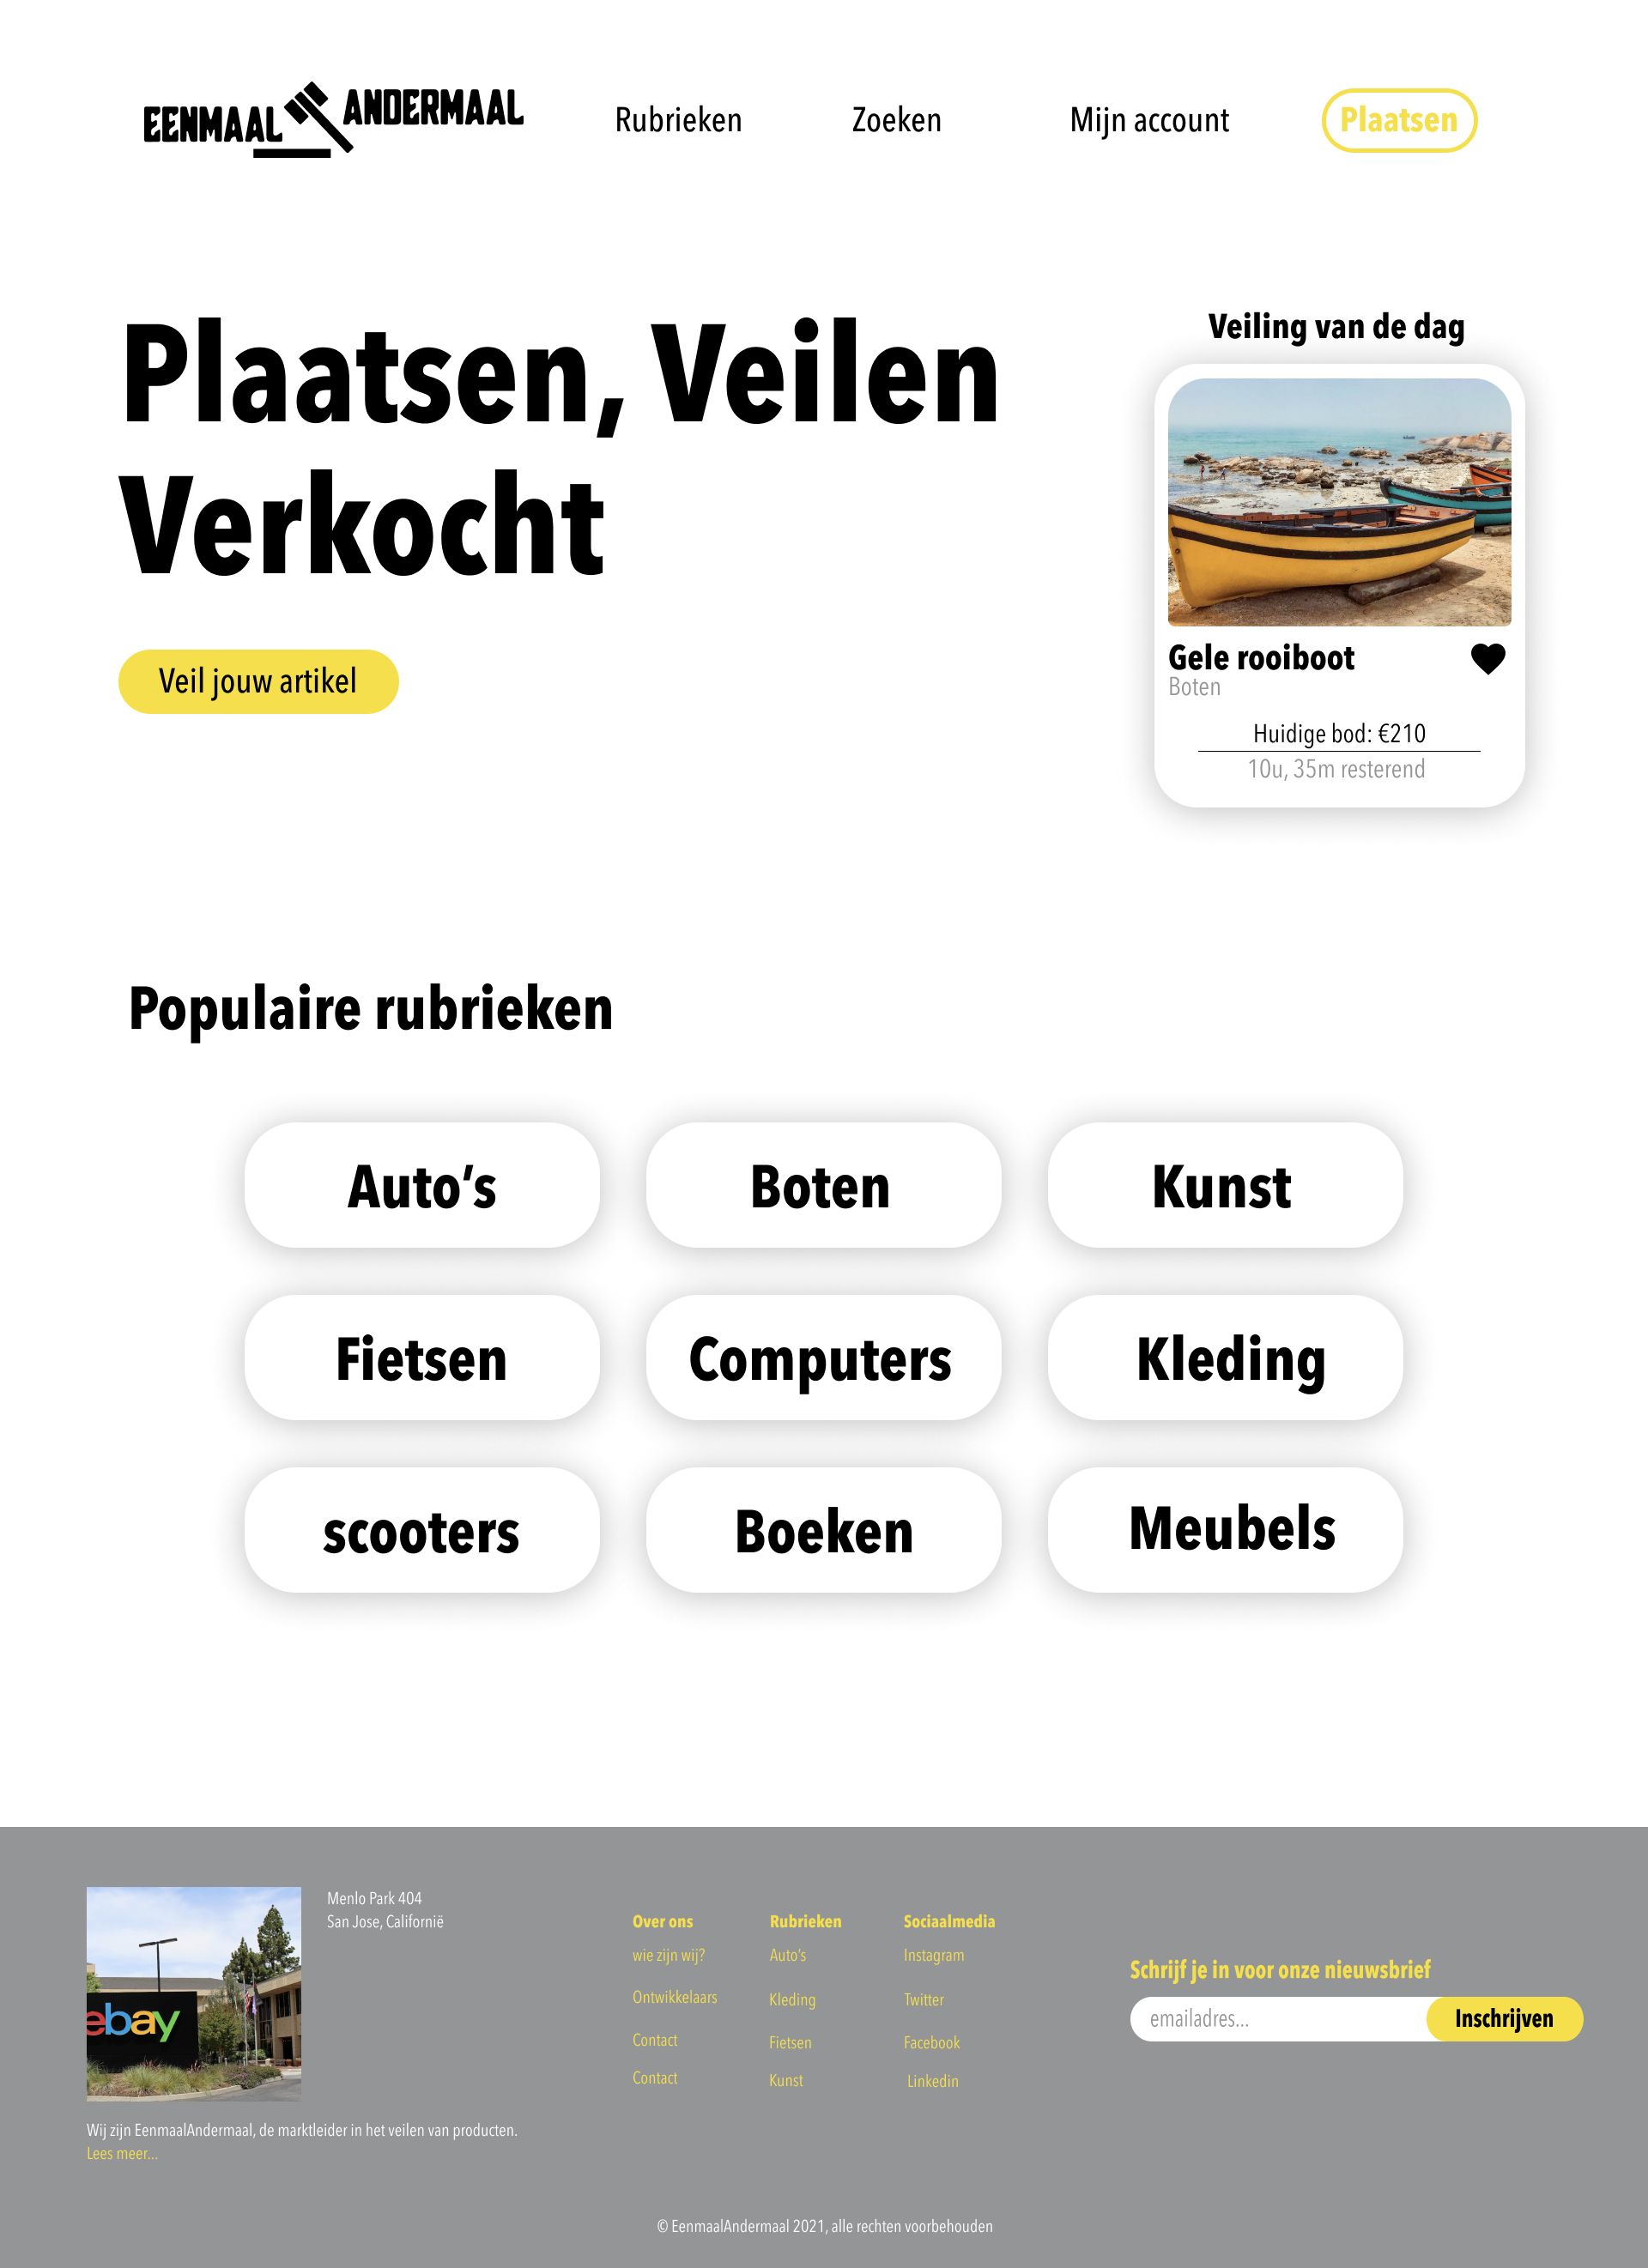 EENMAAL ANDERMAAL
Rubrieken
Zoeken
Mijn account
Plaatsen
Plaatsen, Veilen
Verkocht
Veil jouw artikel
Veiling van de dag
Gele rooiboot
Boten
Huidige bod: €210
10u, 35m resterend
Populaire rubrieken
Auto‘s
Boten
Kunst
Fietsen
Computers
Kleding
scooters
Boeken
Meubels
ebay
Menlo Park 404
San Jose, Californië
Wij zijn EenmaalAndermaal, de marktleider in het veilen van producten.
Lees meer...
Over ons
wie zijn wij?
Ontwikkelaars
Contact
Contact
Rubrieken
Auto's
Kleding
Fietsen
Kunst
Sociaalmedia
Instagram
Twitter
Facebook
Linkedin
Schrijf je in voor onze nieuwsbrief
emailadres...
Inschrijven
© EenmaalAndermaal 2021, alle rechten voorbehouden